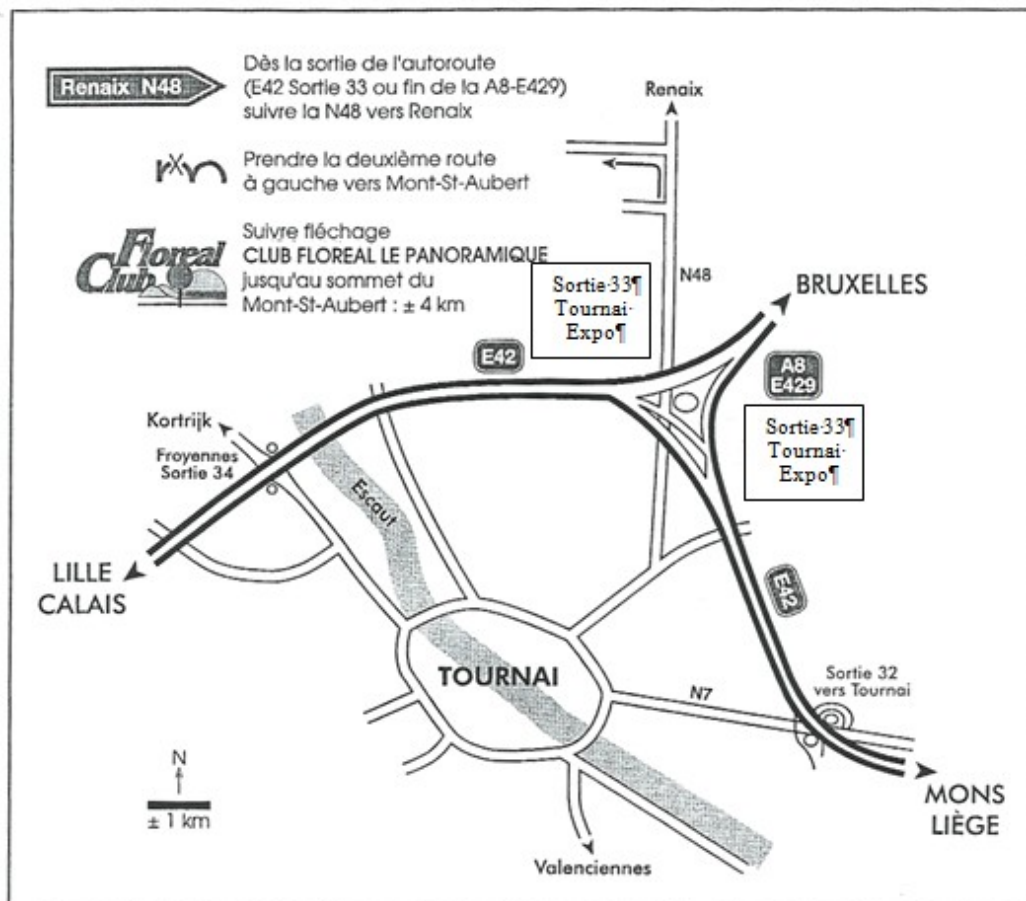 Renaix N48
Dès la sortie de l'autoroute
(E42 Sortie 33 ou fin de la A8-E429)
suivre la N48 vers Renaix
Prendre la deuxième route
à gauche vers Mont-St-Aubert
Floreal
Club
Suivre fléchage
CLUB FLOREAL LE PANORAMIQUE
jusqu'au sommet du
Mont-St-Aubert : ± 4 km
Renaix
N48
Sortie·33¶
Tournai·
Expo¶
BRUXELLES
E42
A8
E429
Sortie·33¶
Tournai·
Expo¶
Kortrijk
Froyennes
Sortie 34
Escaut
LILLE
CALAIS
E42
TOURNAI
N7
Sortie 32
vers Tournai
N
± 1 km
MONS
LIÈGE
Valenciennes